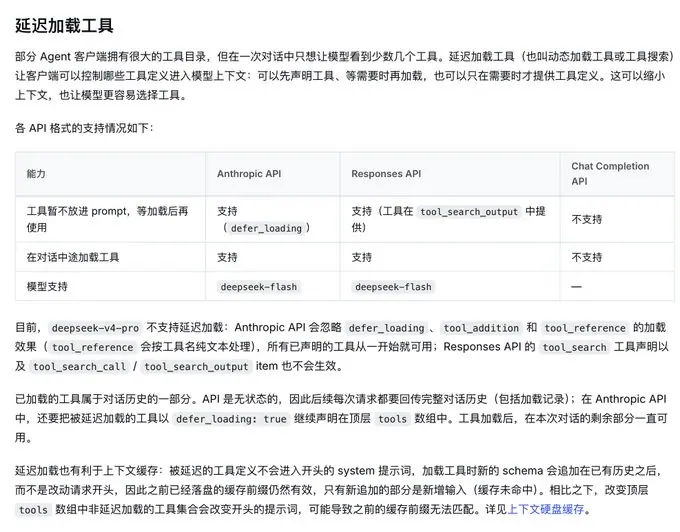 延迟加载工具
部分 Agent 客户端拥有很大的工具目录，但在一次对话中只想让模型看到少数几个工具。延迟加载工具（也叫动态加载工具或工具搜索）
让客户端可以控制哪些工具定义进入模型上下文：可以先声明工具、等需要时再加载，也可以只在需要时才提供工具定义。这可以缩小
上下文，也让模型更容易选择工具。
各 API 格式的支持情况如下：
能力 Anthropic API Responses API Chat Completion
API
工具暂不放进 prompt，等加载后再 支持 支持（工具在 tool_search_output 中提 不支持
使用 （ defer_loading ） 供）
在对话中途加载工具 支持 支持 不支持
模型支持 deepseek-flash deepseek-flash —
目前，deepseek-v4-pro 不支持延迟加载：Anthropic API 会忽略 defer_loading 、tool_addition 和 tool_reference 的加载
效果（ tool_reference 会按工具名纯文本处理），所有已声明的工具从一开始就可用；Responses API 的 tool_search 工具声明以
及 tool_search_call / tool_search_output item 也不会生效。
已加载的工具属于对话历史的一部分。API 是无状态的，因此后续每次请求都要回传完整对话历史（包括加载记录）；在 Anthropic API
中，还要把被延迟加载的工具以 defer_loading: true 继续声明在顶层 tools 数组中。工具加载后，在本次对话的剩余部分一直可
用。
延迟加载也有利于上下文缓存：被延迟的工具定义不会进入开头的 system 提示词，加载工具时新的 schema 会追加在已有历史之后，
而不是改动请求开头，因此之前已经落盘的缓存前缀仍然有效，只有新追加的部分是新增输入（缓存未命中）。相比之下，改变顶层
tools 数组中非延迟加载的工具集合会改变开头的提示词，可能导致之前的缓存前缀无法匹配。详见上下文硬盘缓存。